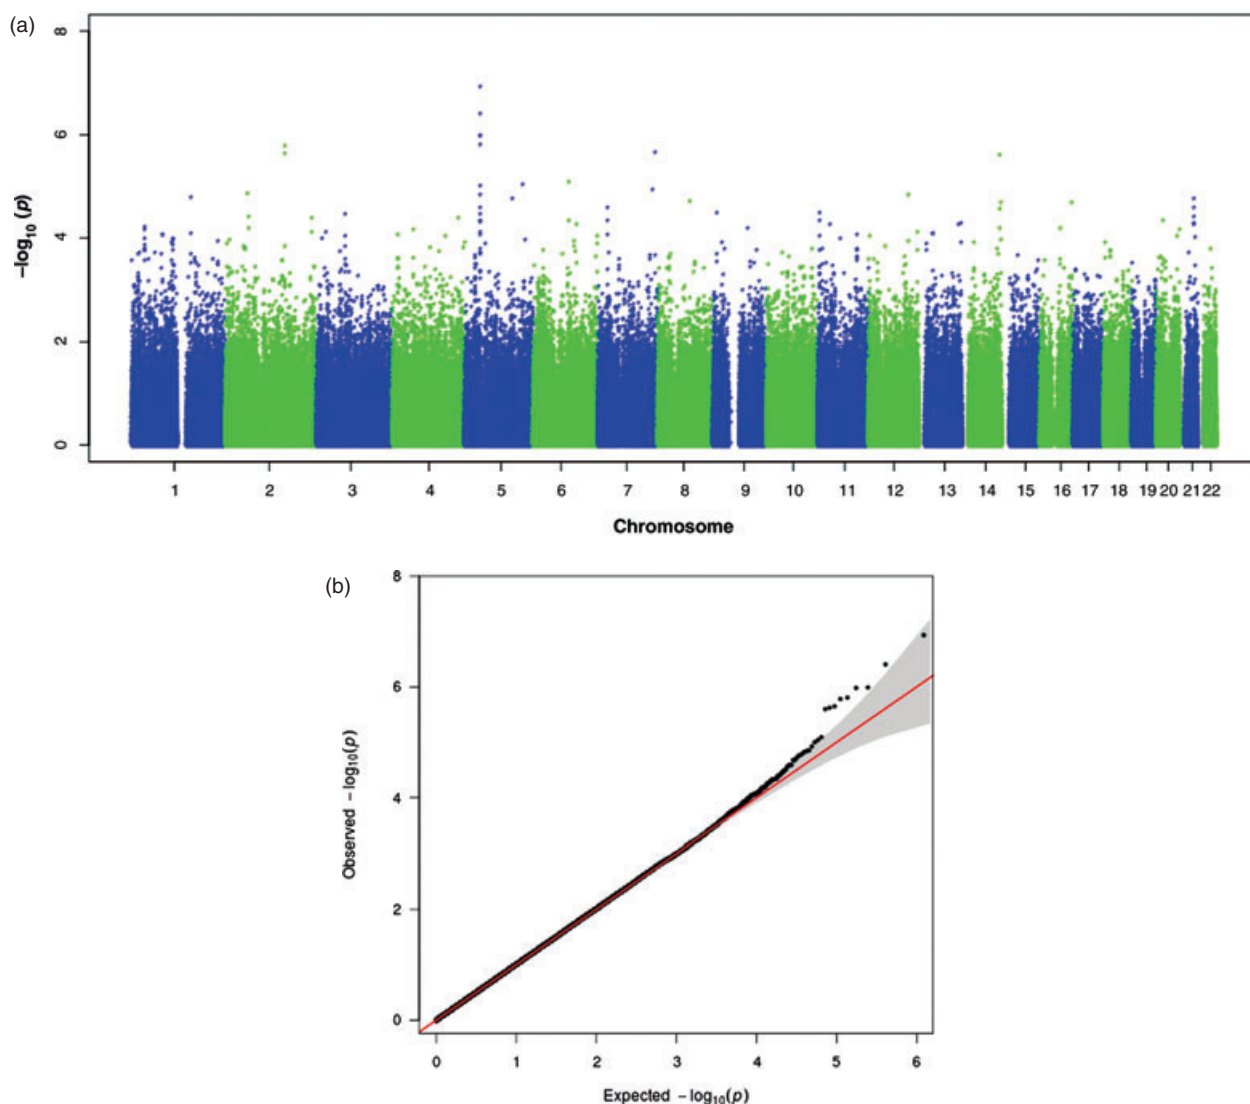 (a)
8
6
4
2
0
−log10 (p)
1 2 3 4 5 6 7 8 9 10 11 12 13 14 15 16 17 18 19 20 21 22
Chromosome
(b)
8
6
4
2
0
Observed −log10(p)
0 1 2 3 4 5 6
Expected −log10(p)